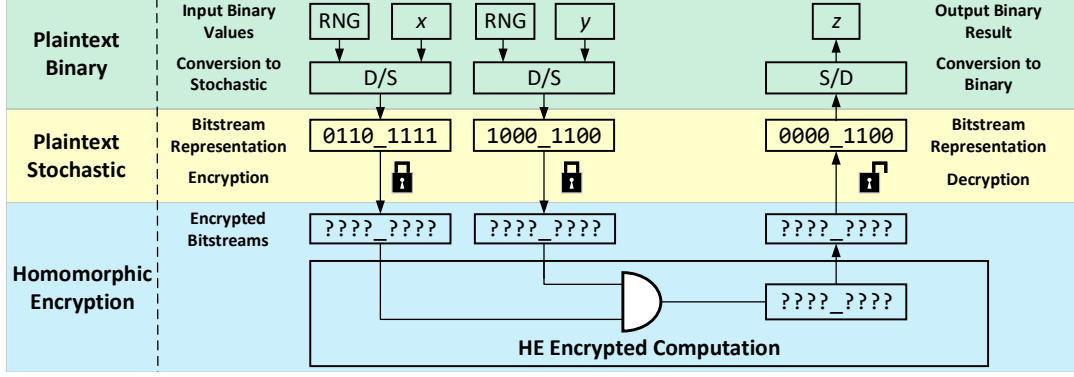 Plaintext
Binary
Input Binary
Values
RNG
x
RNG
y
z
Output Binary
Result
Conversion to
Stochastic
D/S
D/S
S/D
Conversion to
Binary
Plaintext
Stochastic
Bitstream
Representation
0110_1111
1000_1100
0000_1100
Bitstream
Representation
Encryption
Decryption
Homomorphic
Encryption
Encrypted
Bitstreams
????_????
????_????
????_????
????_????
HE Encrypted Computation